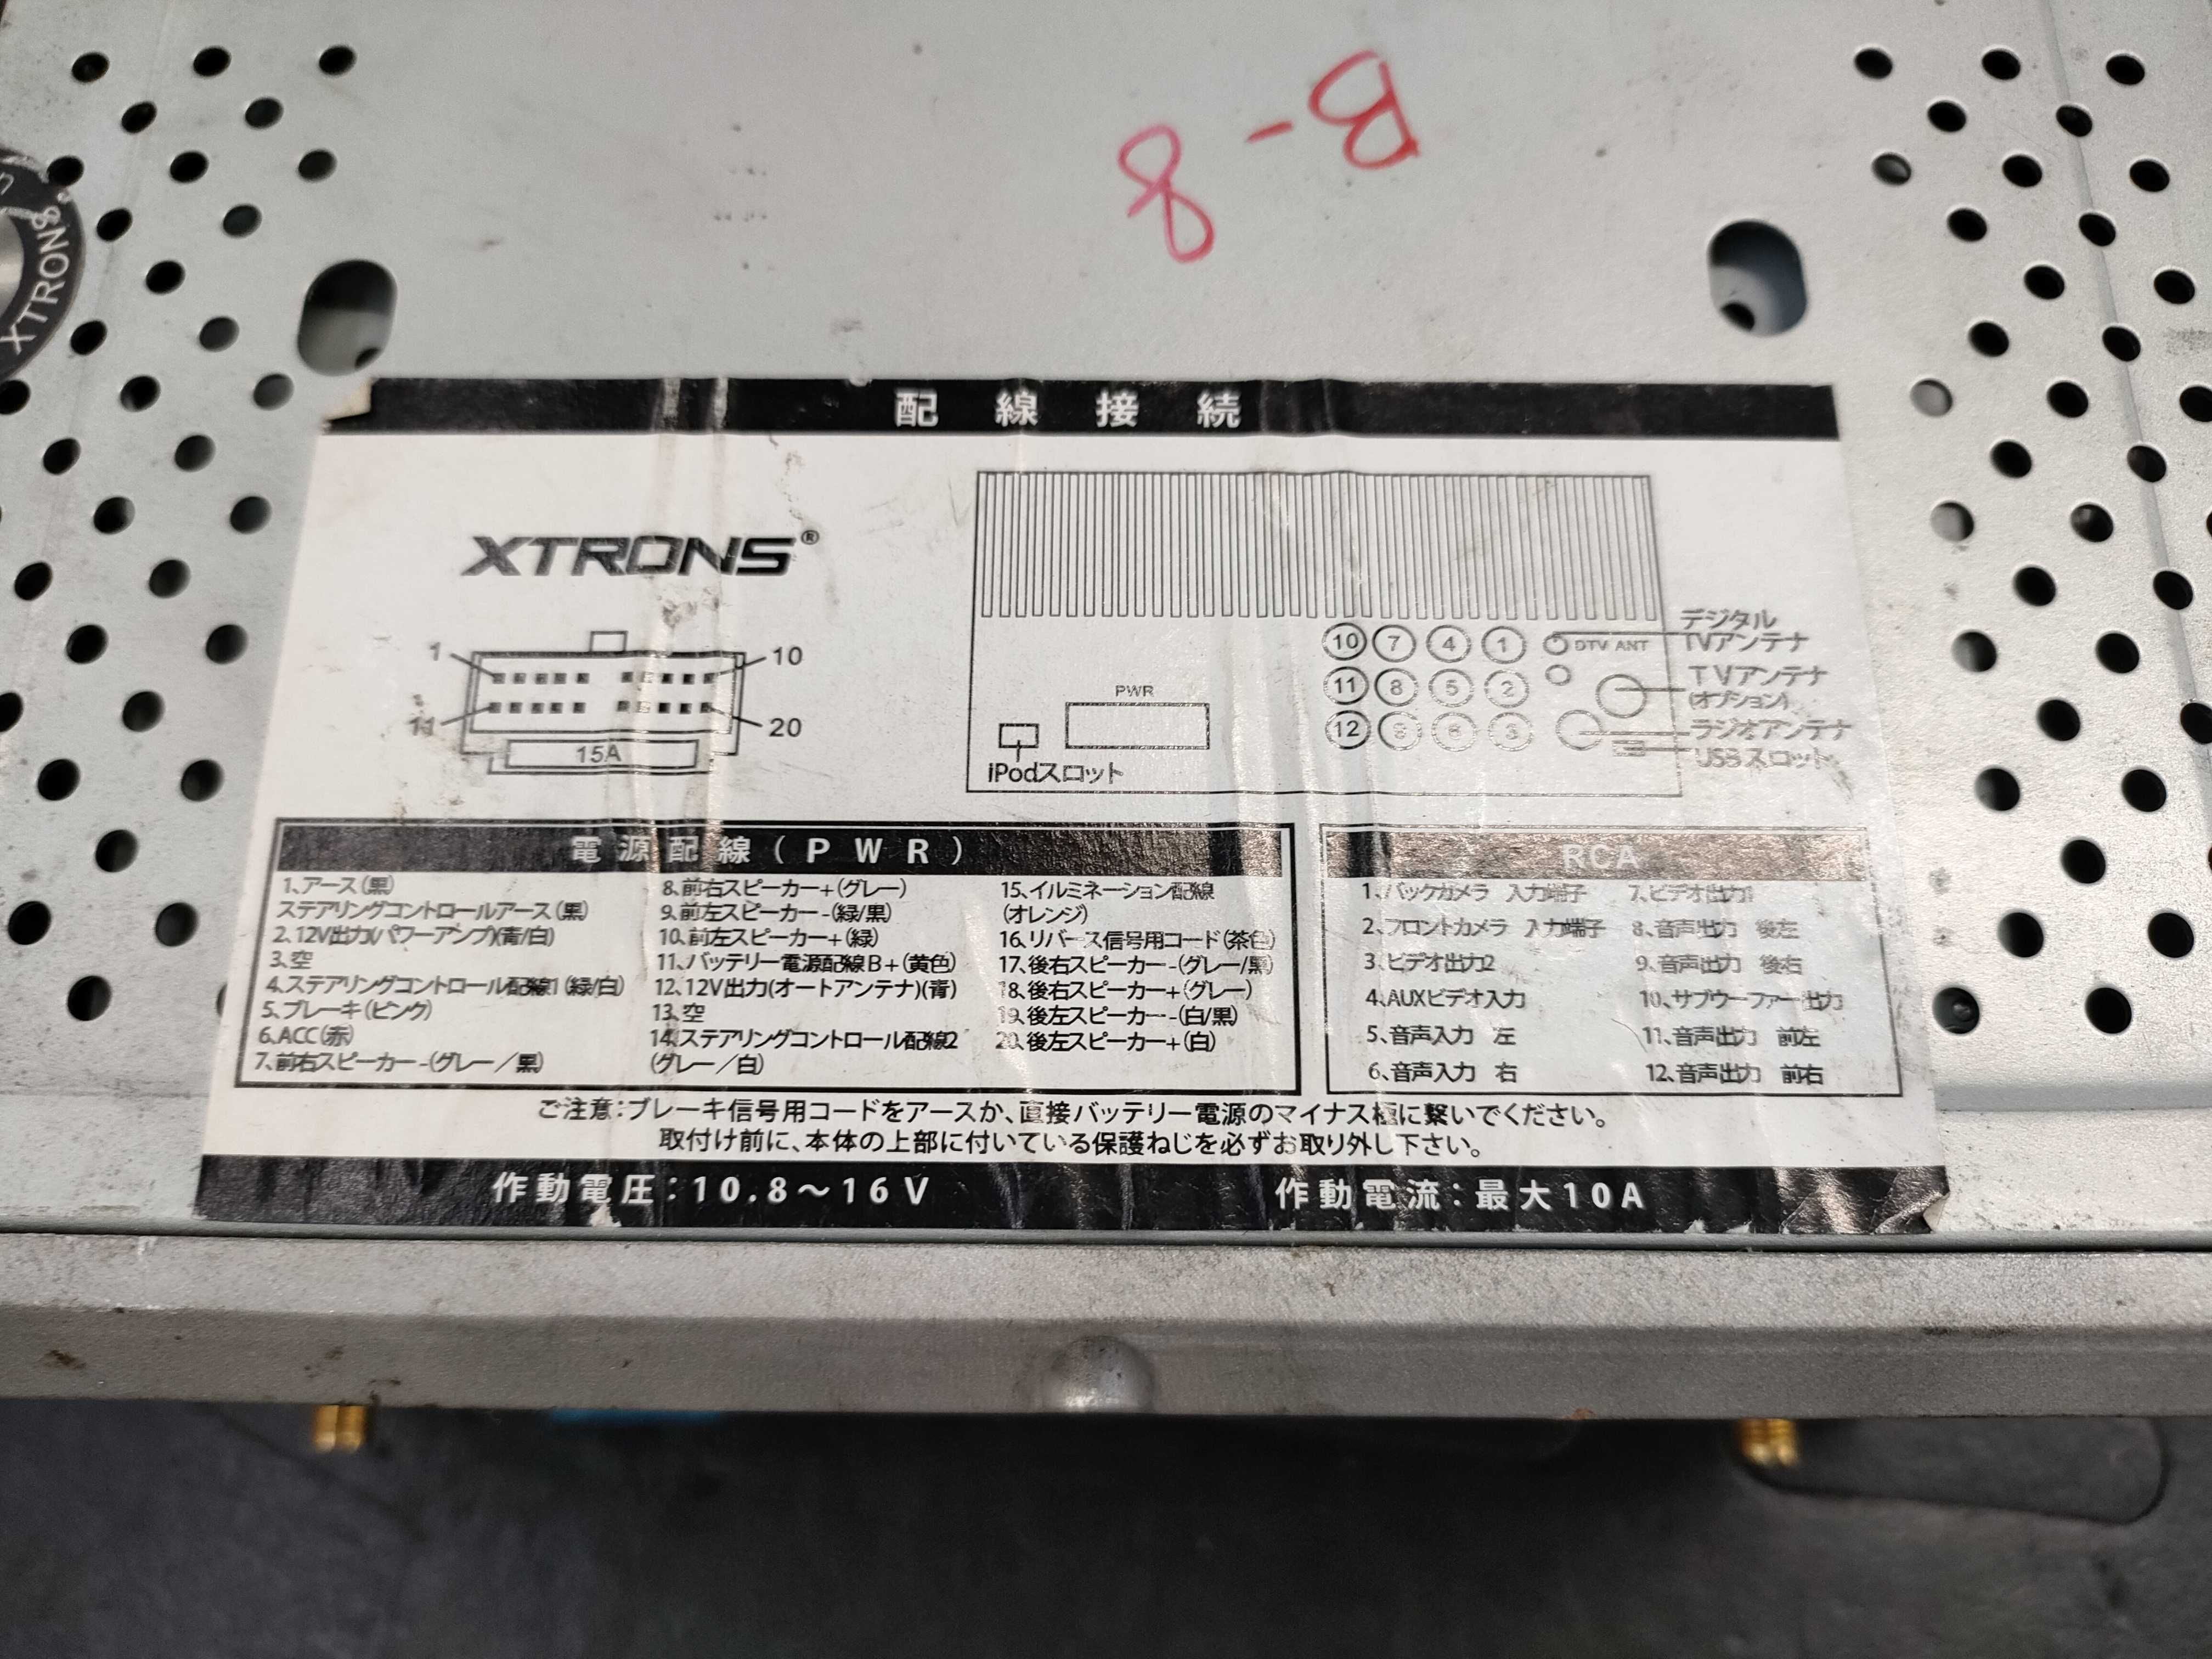 B-8
XTRONS
配線接続
XTRONS®
1
10
11
20
15A
PWR
iPodスロット
10 7 4 1
11 8 5 2
12 9 6 3
DTV ANT
デジタル
TVアンテナ
TVアンテナ
(オプション)
ラジオアンテナ
USBスロット
電源配線(PWR)
1、アース(黒)
ステアリングコントロールアース(黒)
2、12V出力(パワーアンプ)(青/白)
3、空
4、ステアリングコントロール配線1(緑/白)
5、ブレーキ(ピンク)
6、ACC(赤)
7、前右スピーカー-(グレー/黒)
8、前右スピーカー+(グレー)
9、前左スピーカー-(緑/黒)
10、前左スピーカー+(緑)
11、バッテリー電源配線B+(黄色)
12、12V出力(オートアンテナ)(青)
13、空
14、ステアリングコントロール配線2
(グレー/白)
15、イルミネーション配線
(オレンジ)
16、リバース信号用コード(茶色)
17、後右スピーカー-(グレー/黒)
18、後右スピーカー+(グレー)
19、後左スピーカー-(白/黒)
20、後左スピーカー+(白)
RCA
1、バックカメラ 入力端子
2、フロントカメラ 入力端子
3、ビデオ出力2
4、AUXビデオ入力
5、音声入力 左
6、音声入力 右
7、ビデオ出力1
8、音声出力 後左
9、音声出力 後右
10、サブウーファー出力
11、音声出力 前左
12、音声出力 前右
ご注意:ブレーキ信号用コードをアースか、直接バッテリー電源のマイナス極に繋いでください。
取付け前に、本体の上部に付いている保護ねじを必ずお取り外し下さい。
作動電圧:10.8〜16V
作動電流:最大10A